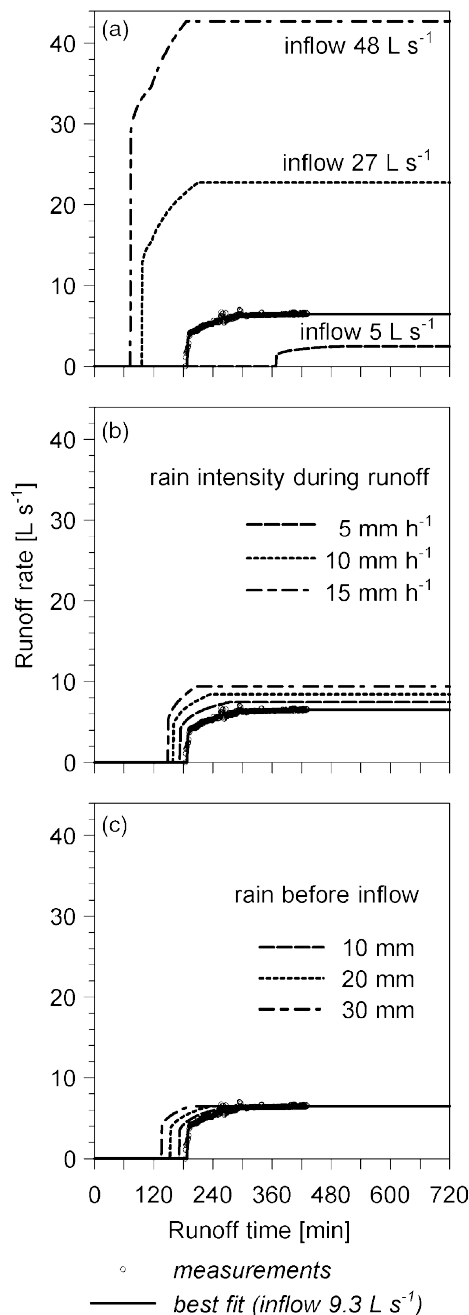 (a)
inflow 48 L s⁻¹
inflow 27 L s⁻¹
inflow 5 L s⁻¹
40
30
20
10
0
(b)
rain intensity during runoff
5 mm h⁻¹
10 mm h⁻¹
15 mm h⁻¹
Runoff rate [L s⁻¹]
40
30
20
10
0
(c)
rain before inflow
10 mm
20 mm
30 mm
40
30
20
10
0
0 120 240 360 480 600 720
Runoff time [min]
measurements
best fit (inflow 9.3 L s⁻¹)